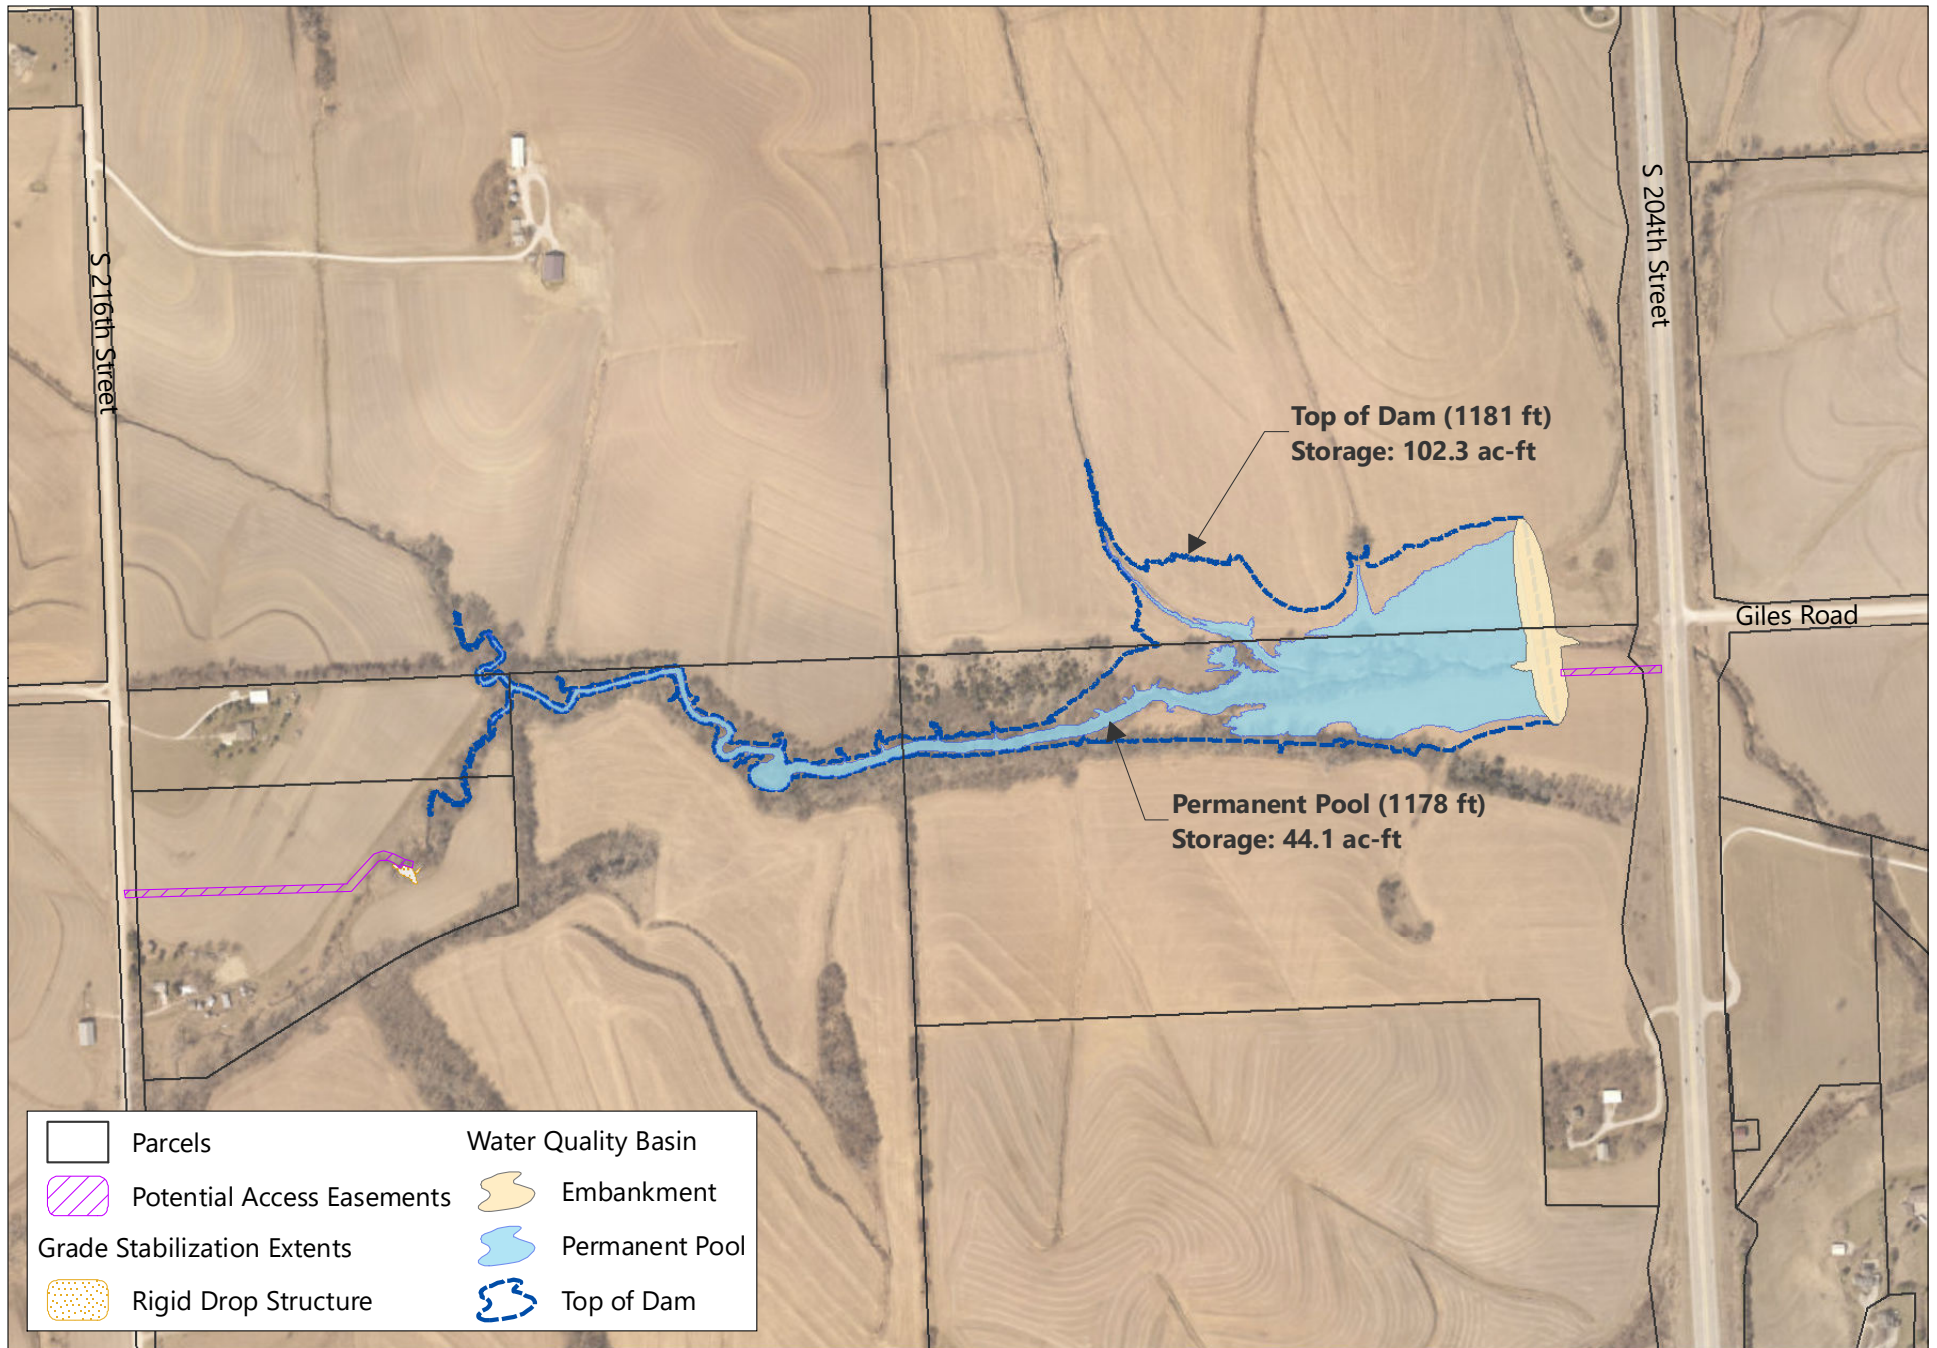 S 216th Street
S 204th Street
Top of Dam (1181 ft)
Storage: 102.3 ac-ft
Giles Road
Permanent Pool (1178 ft)
Storage: 44.1 ac-ft
Parcels
Potential Access Easements
Grade Stabilization Extents
Rigid Drop Structure
Water Quality Basin
Embankment
Permanent Pool
Top of Dam